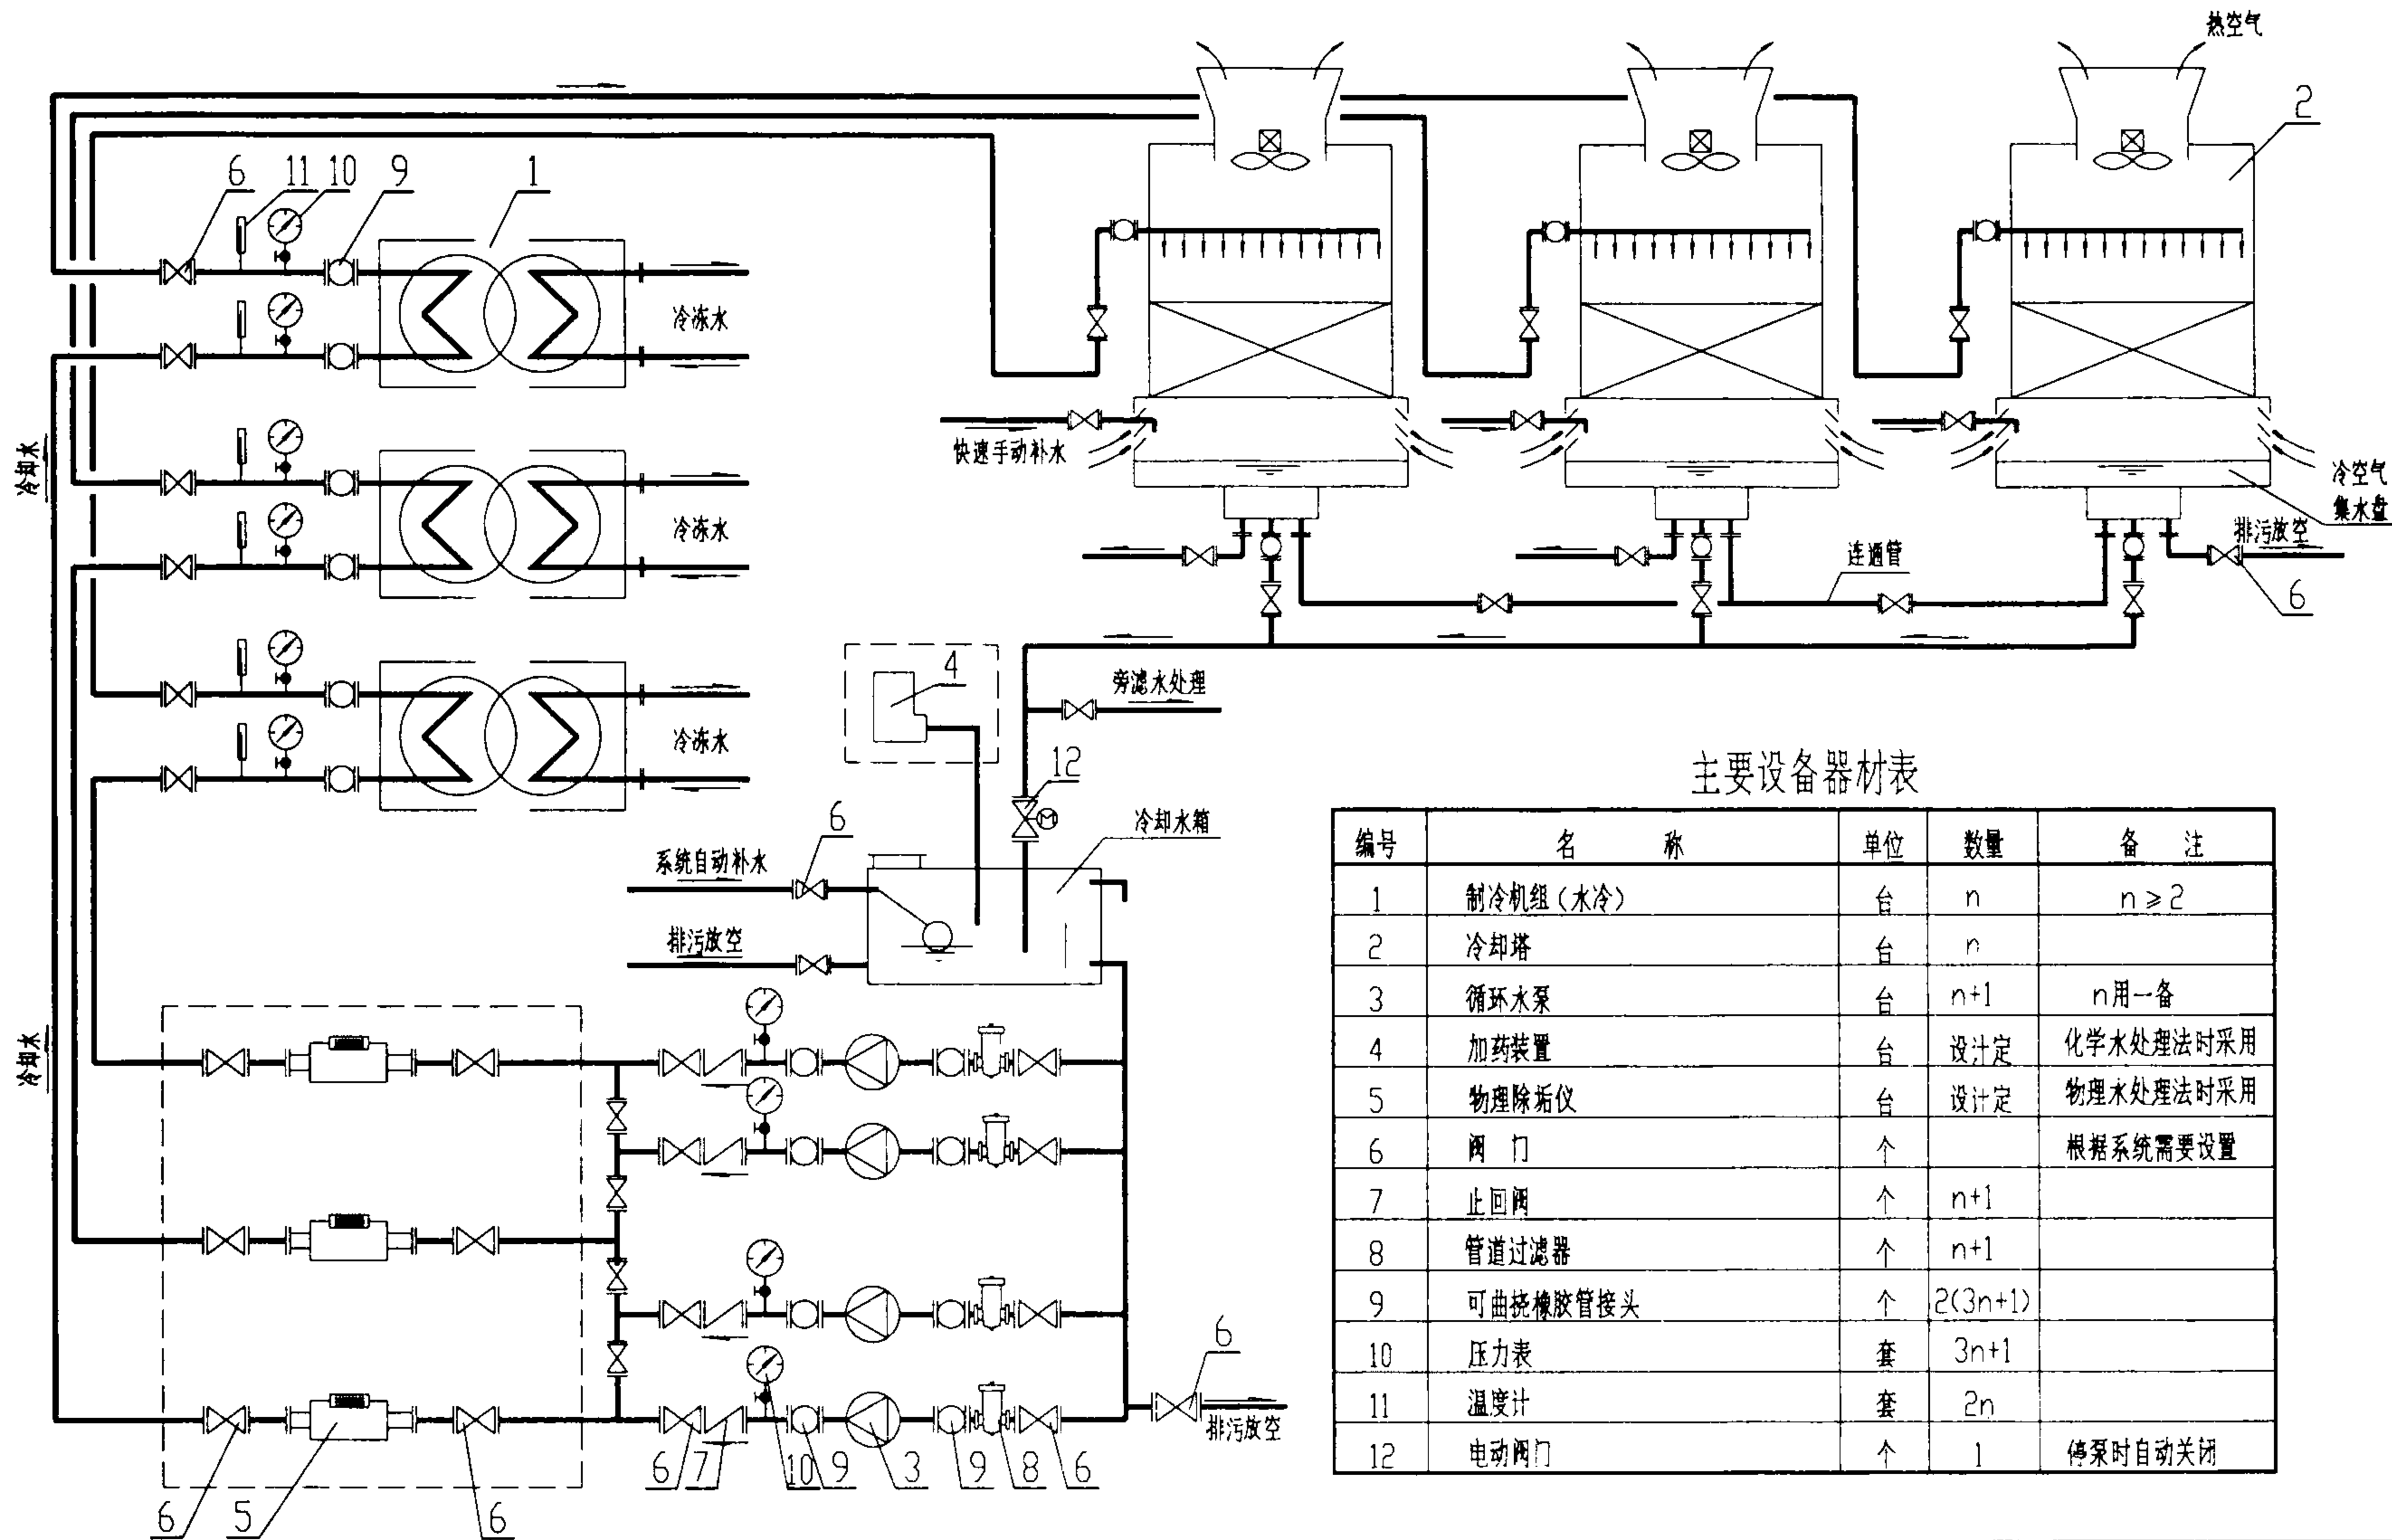 热空气
2
6 11 10 9 1
冷冻水
冷冻水
冷冻水
冷却水
冷却水
快速手动补水
冷空气
集水盘
排污放空
6
连通管
旁滤水处理
4
12
M
冷却水箱
6
系统自动补水
排污放空
6
排污放空
6 5 6 6 7 10 9 3 9 8 6
主要设备器材表
编号 名 称 单位 数量 备 注
1 制冷机组(水冷) 台 n n≥2
2 冷却塔 台 n
3 循环水泵 台 n+1 n用一备
4 加药装置 台 设计定 化学水处理法时采用
5 物理除垢仪 台 设计定 物理水处理法时采用
6 阀 门 个 根据系统需要设置
7 止回阀 个 n+1
8 管道过滤器 个 n+1
9 可曲挠橡胶管接头 个 2(3n+1)
10 压力表 套 3n+1
11 温度计 套 2n
12 电动阀门 个 1 停泵时自动关闭